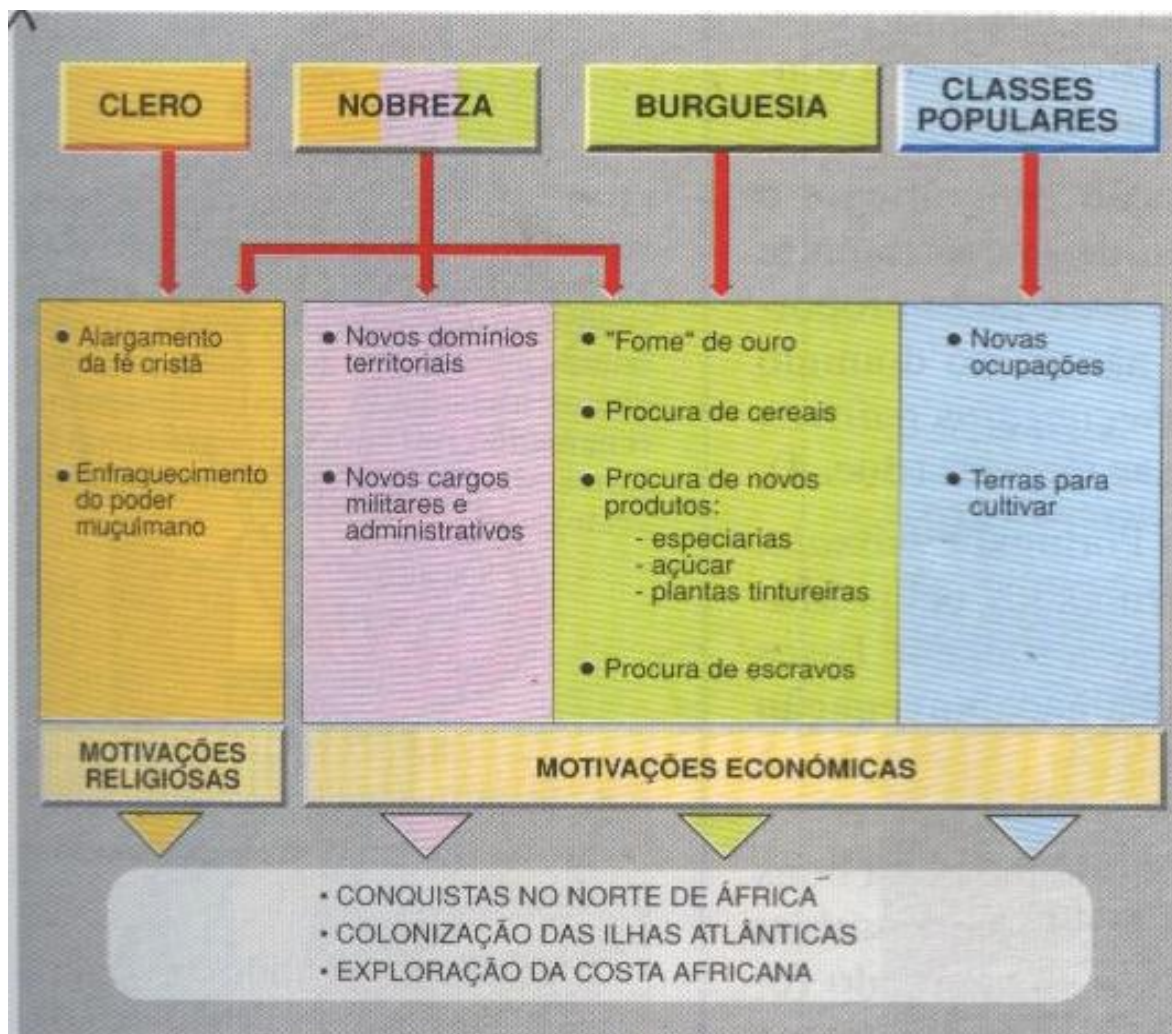 CLERO
NOBREZA
BURGUESIA
CLASSES
POPULARES
• Alargamento
da fé cristã
• Enfraquecimento
do poder
muçulmano
• Novos domínios
territoriais
• Novos cargos
militares e
administrativos
• "Fome" de ouro
• Procura de cereais
• Procura de novos
produtos:
- especiarias
- açúcar
- plantas tintureiras
• Procura de escravos
• Novas
ocupações
• Terras para
cultivar
MOTIVAÇÕES
RELIGIOSAS
MOTIVAÇÕES ECONÓMICAS
• CONQUISTAS NO NORTE DE ÁFRICA
• COLONIZAÇÃO DAS ILHAS ATLÂNTICAS
• EXPLORAÇÃO DA COSTA AFRICANA